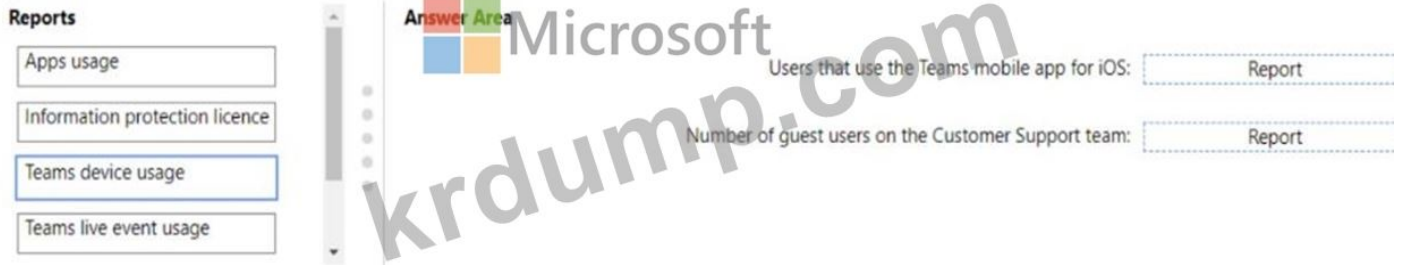 Reports
Apps usage
Information protection licence
Teams device usage
Teams live event usage
Answer Area
Microsoft
Users that use the Teams mobile app for iOS:
Report
Number of guest users on the Customer Support team:
Report
krdump.com